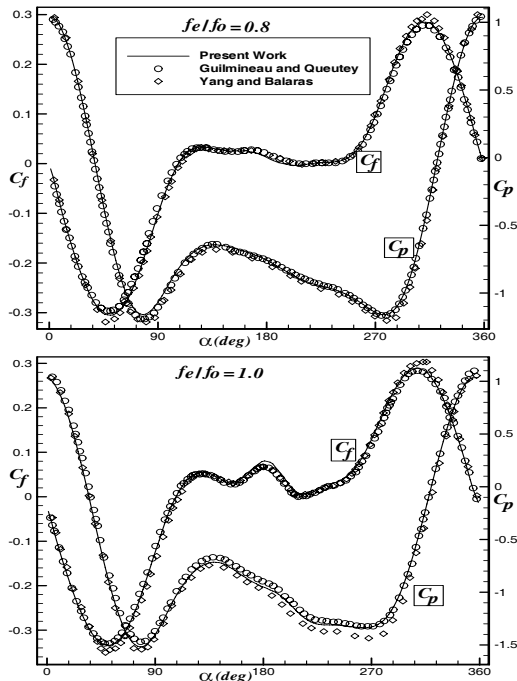 fe/fo=0.8
Present Work
Guilmineau and Queutey
Yang and Balaras
0.3
0.2
0.1
0
-0.1
-0.2
-0.3
Cf
1
0.5
0
-0.5
-1
Cp
Cf
Cp
0
90
180
270
360
α(deg)
fe/fo=1.0
0.3
0.2
0.1
0
-0.1
-0.2
-0.3
Cf
1
0.5
0
-0.5
-1
-1.5
Cp
Cf
Cp
0
90
180
270
360
α(deg)